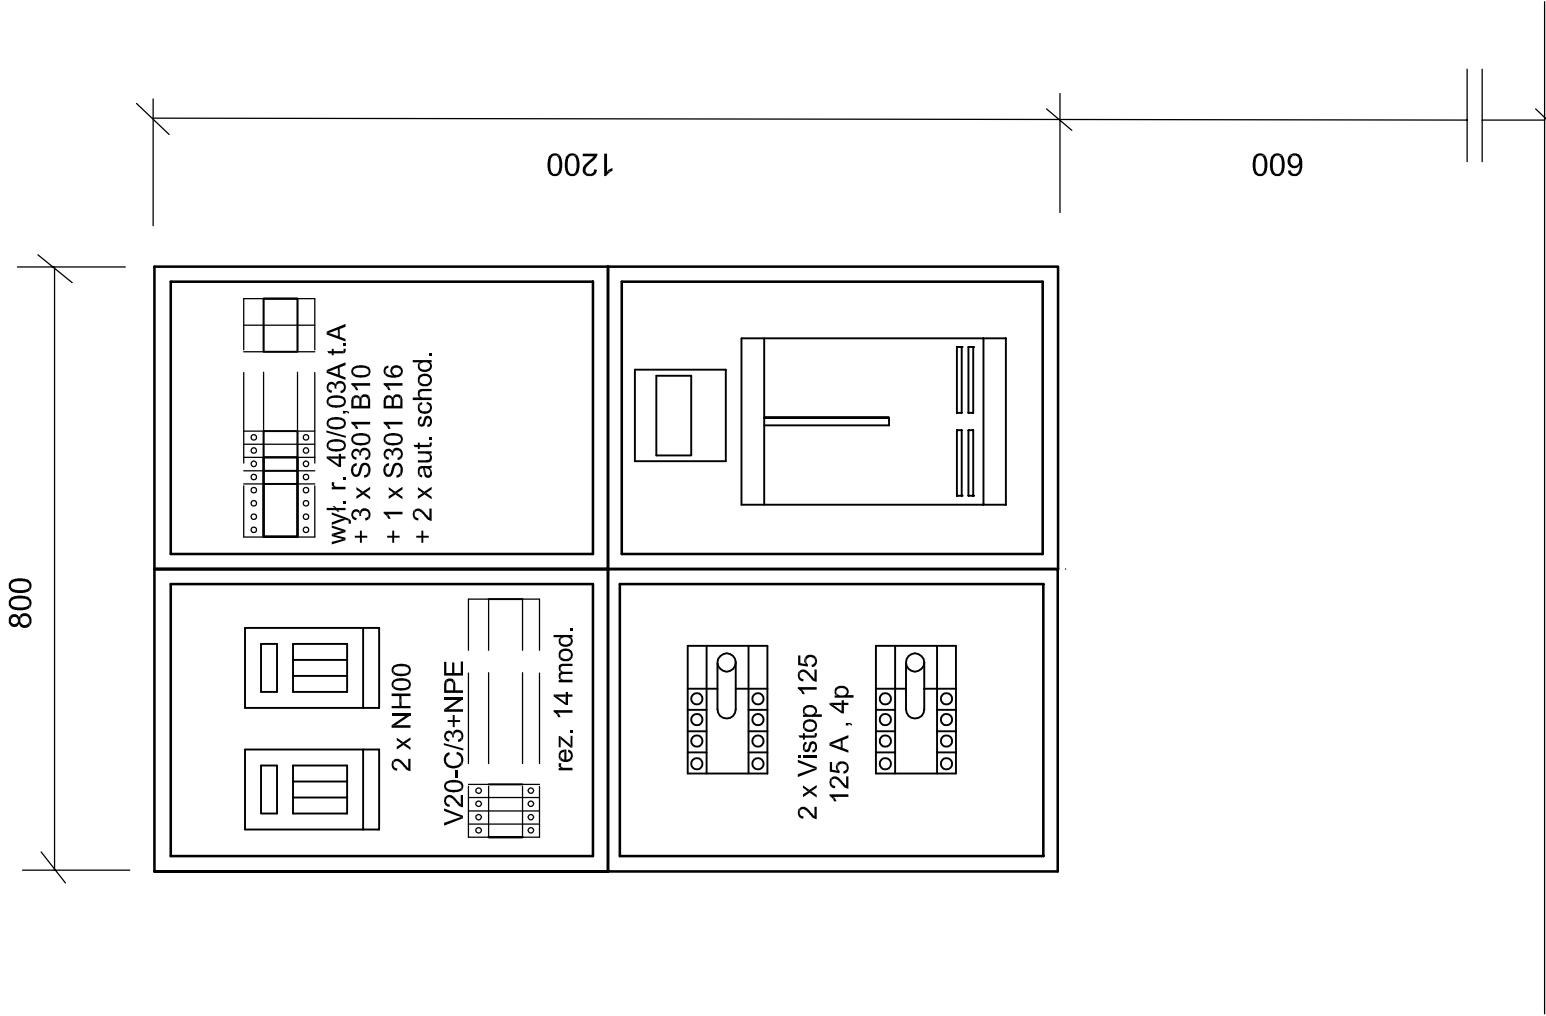 800
1200
600
2 x NH00
V20-C/3+NPE
rez. 14 mod.
wył. r. 40/0,03A t.A
+ 3 x S301 B10
+ 1 x S301 B16
+ 2 x aut. schod.
2 x Vistop 125
125 A , 4p